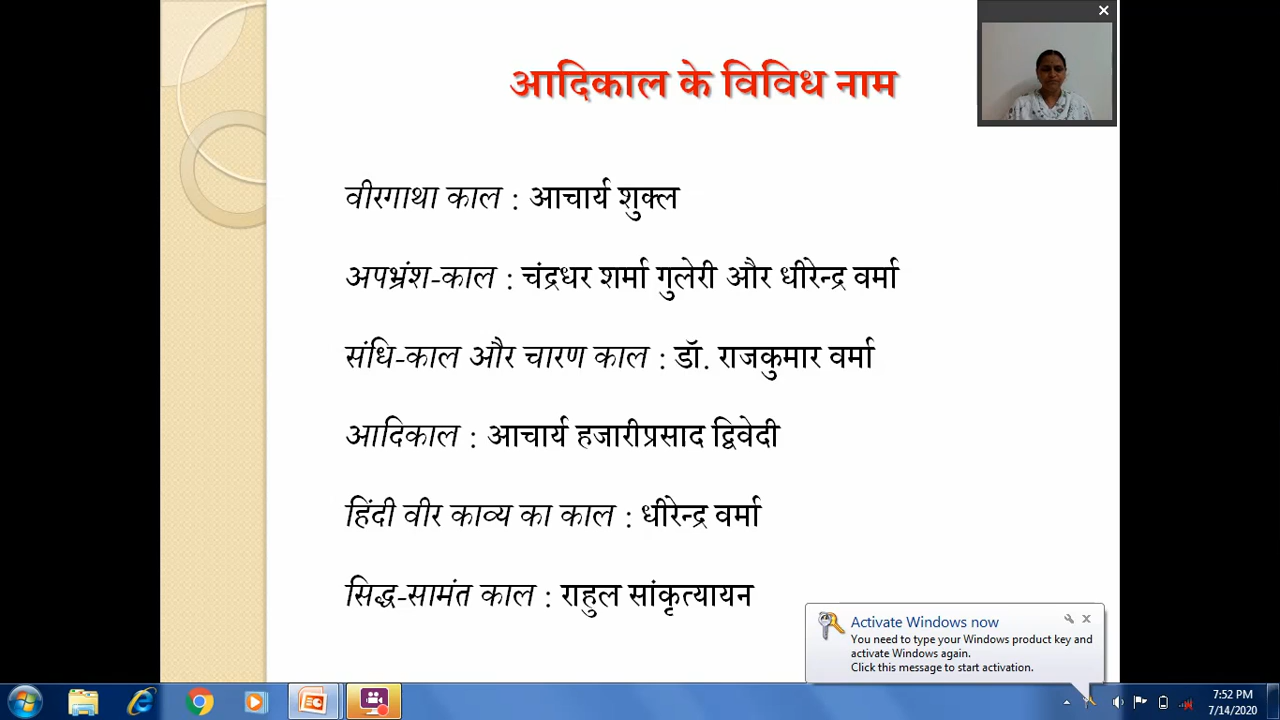 आदिकाल के विविध नाम
वीरगाथा काल : आचार्य शुक्ल
अपभ्रंश-काल : चंद्रधर शर्मा गुलेरी और धीरेन्द्र वर्मा
संधि-काल और चारण काल : डॉ. राजकुमार वर्मा
आदिकाल : आचार्य हजारीप्रसाद द्विवेदी
हिंदी वीर काव्य का काल : धीरेन्द्र वर्मा
सिद्ध-सामंत काल : राहुल सांकृत्यायन
Activate Windows now
You need to type your Windows product key and
activate Windows again.
Click this message to start activation.
7:52 PM
7/14/2020